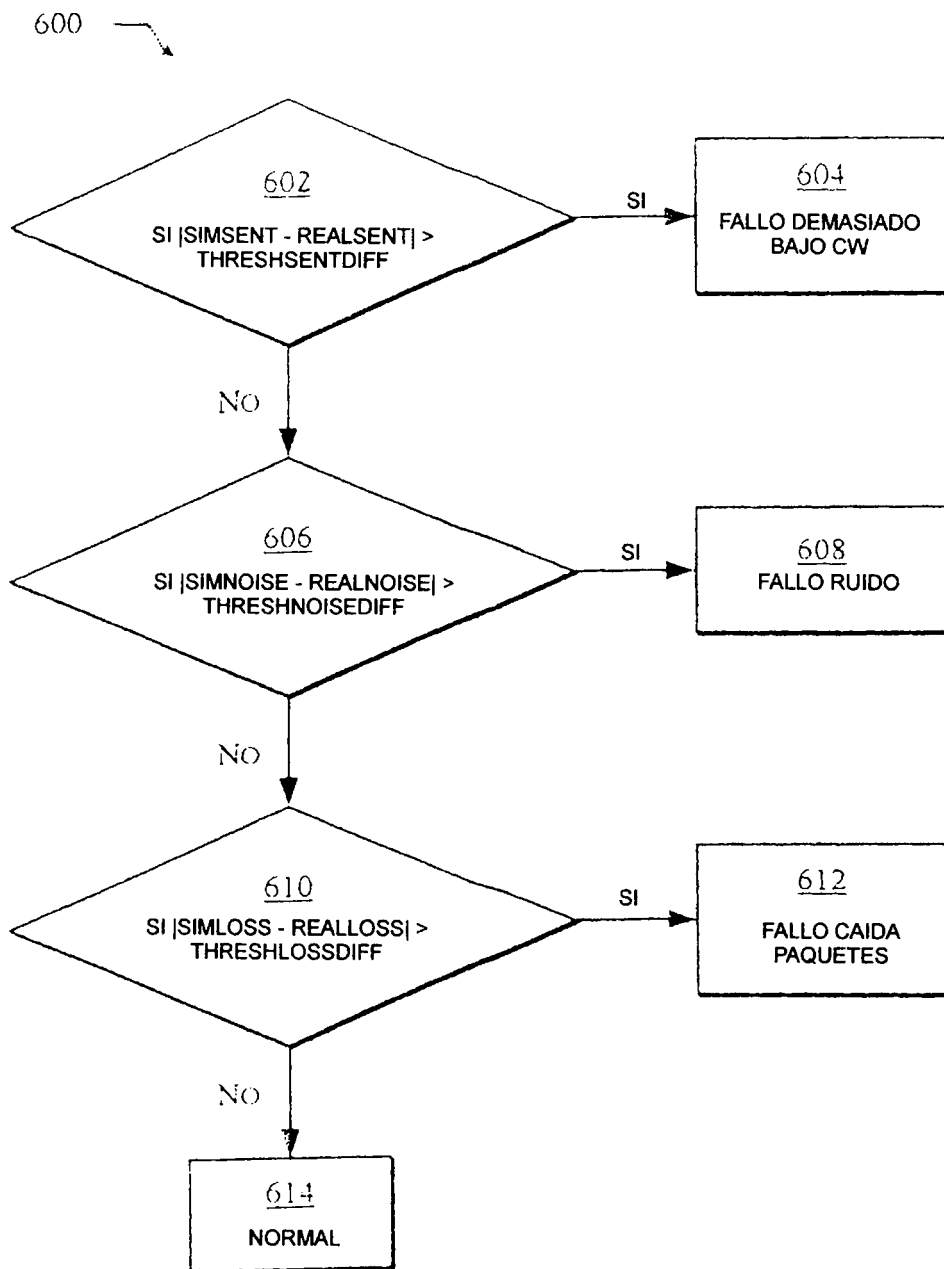 600
602
SI |SIMSENT - REALSENT| >
THRESHSENTDIFF
SI
604
FALLO DEMASIADO
BAJO CW
NO
606
SI |SIMNOISE - REALNOISE| >
THRESHNOISEDIFF
SI
608
FALLO RUIDO
NO
610
SI |SIMLOSS - REALLOSS| >
THRESHLOSSDIFF
SI
612
FALLO CAIDA
PAQUETES
NO
614
NORMAL